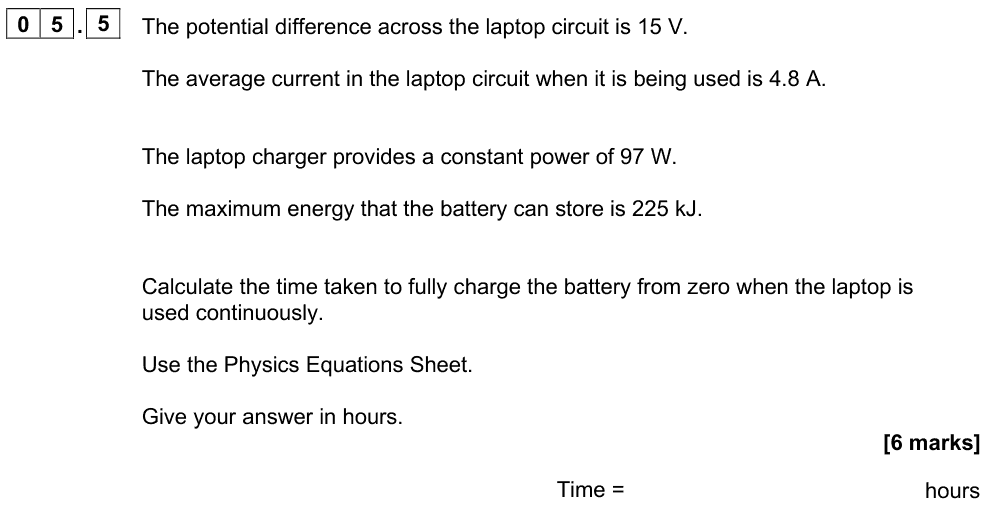 0 5 . 5 The potential difference across the laptop circuit is 15 V.
The average current in the laptop circuit when it is being used is 4.8 A.
The laptop charger provides a constant power of 97 W.
The maximum energy that the battery can store is 225 kJ.
Calculate the time taken to fully charge the battery from zero when the laptop is
used continuously.
Use the Physics Equations Sheet.
Give your answer in hours.
[6 marks]
Time = hours